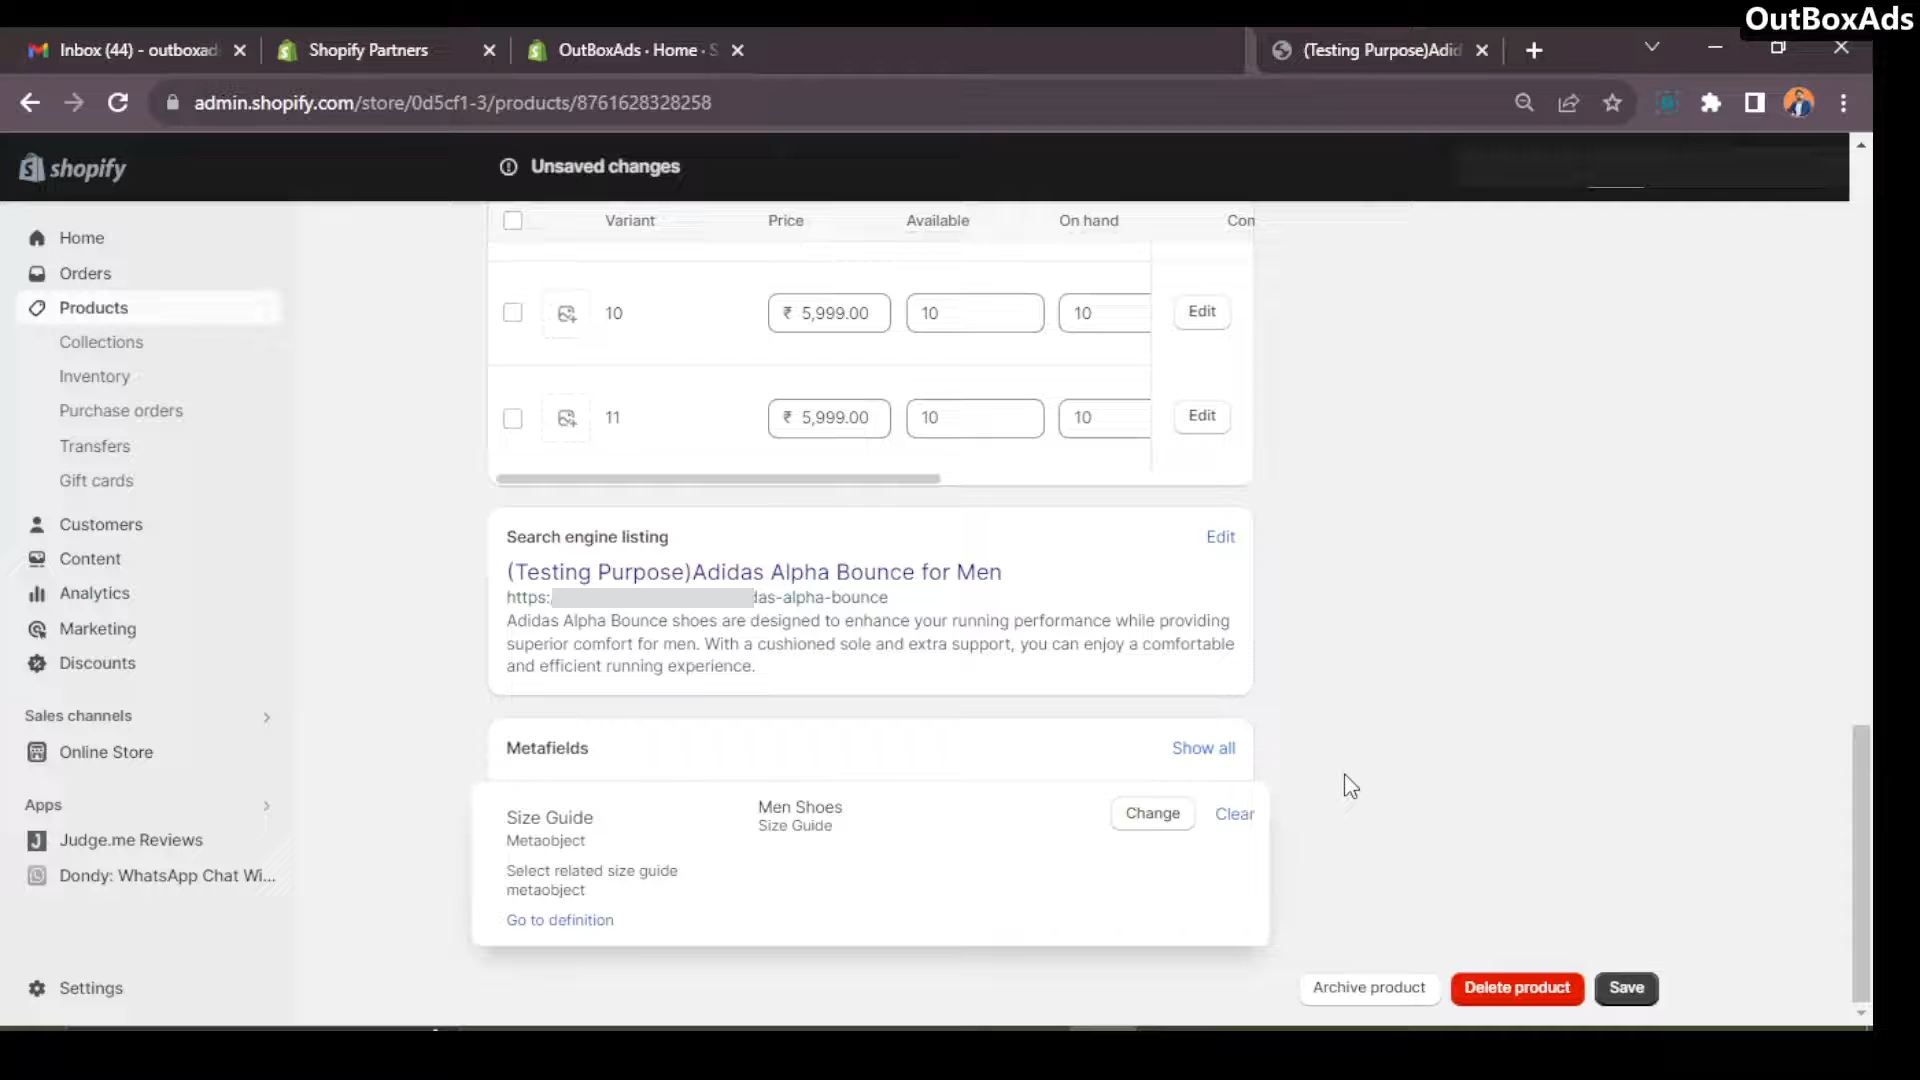 OutBoxAds
Inbox (44) - outboxad
Shopify Partners
OutBoxAds · Home · S
(Testing Purpose)Adid
admin.shopify.com/store/0d5cf1-3/products/8761628328258
shopify
Unsaved changes
Home
Orders
Products
Collections
Inventory
Purchase orders
Transfers
Gift cards
Customers
Content
Analytics
Marketing
Discounts
Sales channels
Online Store
Apps
Judge.me Reviews
Dondy: WhatsApp Chat Wi...
Settings
Variant Price Available On hand Con
10 ₹ 5,999.00 10 10 Edit
11 ₹ 5,999.00 10 10 Edit
Search engine listing Edit
(Testing Purpose)Adidas Alpha Bounce for Men
https:/ das-alpha-bounce
Adidas Alpha Bounce shoes are designed to enhance your running performance while providing
superior comfort for men. With a cushioned sole and extra support, you can enjoy a comfortable
and efficient running experience.
Metafields Show all
Size Guide
Metaobject
Select related size guide
metaobject
Go to definition
Men Shoes
Size Guide
Change Clear
Archive product Delete product Save